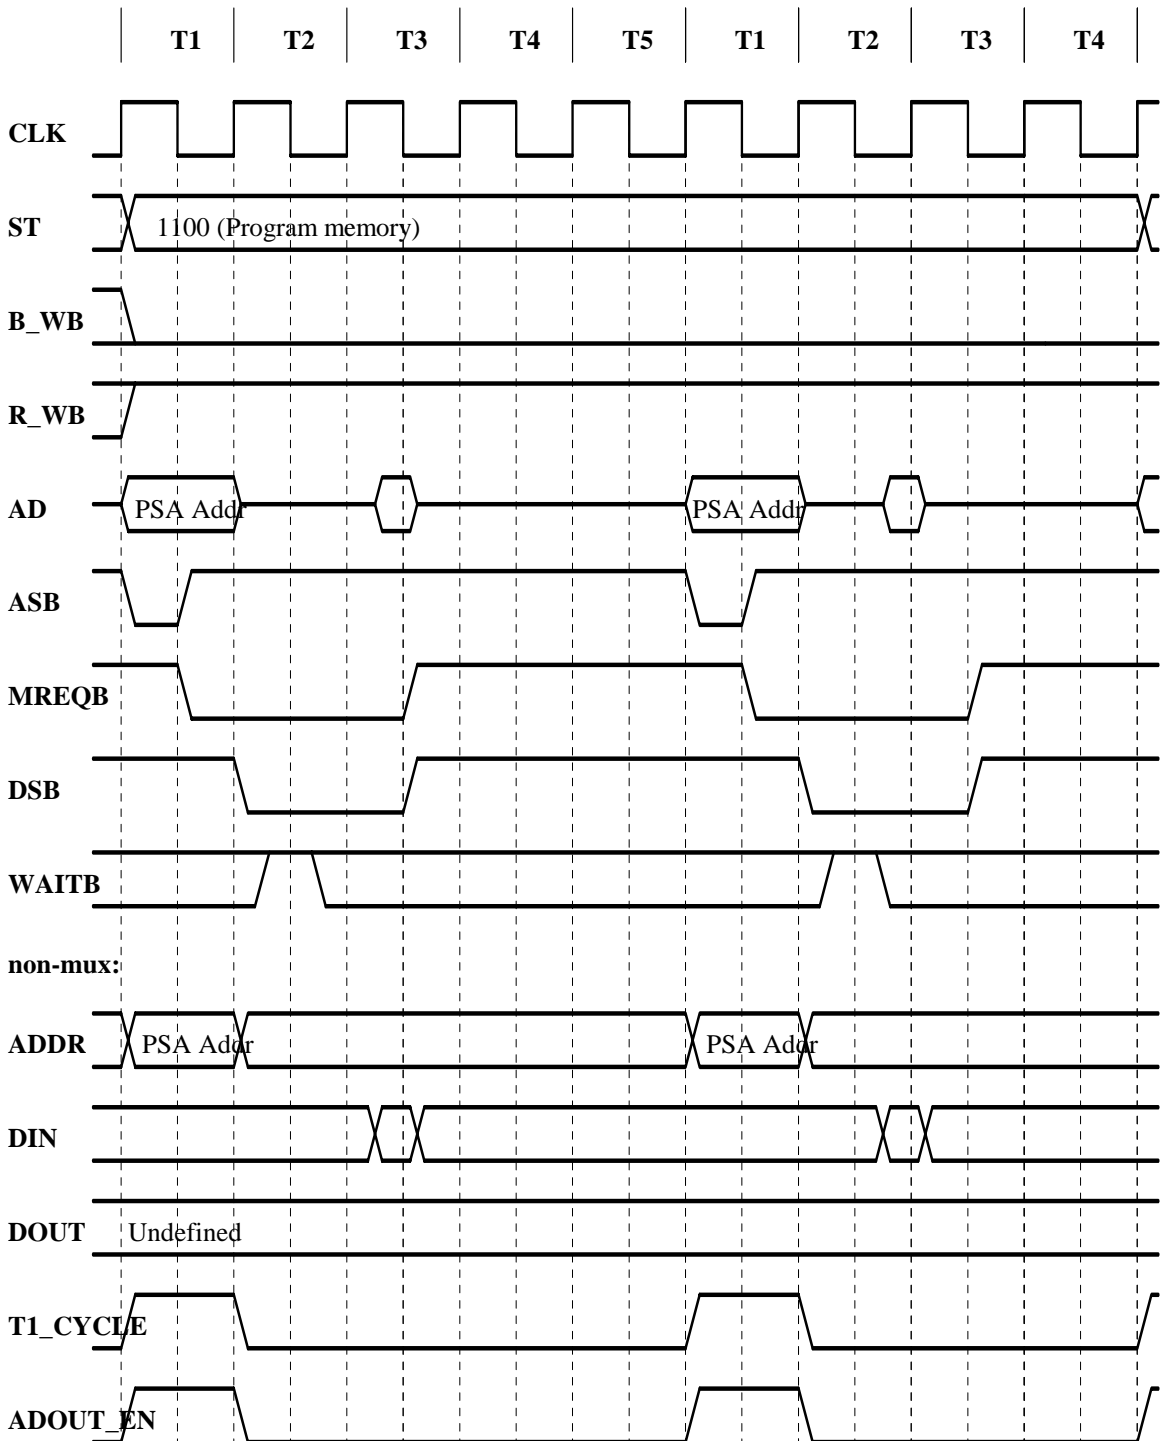 T1 T2 T3 T4 T5 T1 T2 T3 T4
CLK
ST 1100 (Program memory)
B_WB
R_WB
AD PSA Addr PSA Addr
ASB
MREQB
DSB
WAITB
non-mux:
ADDR PSA Addr PSA Addr
DIN
DOUT Undefined
T1_CYCLE
ADOUT_EN